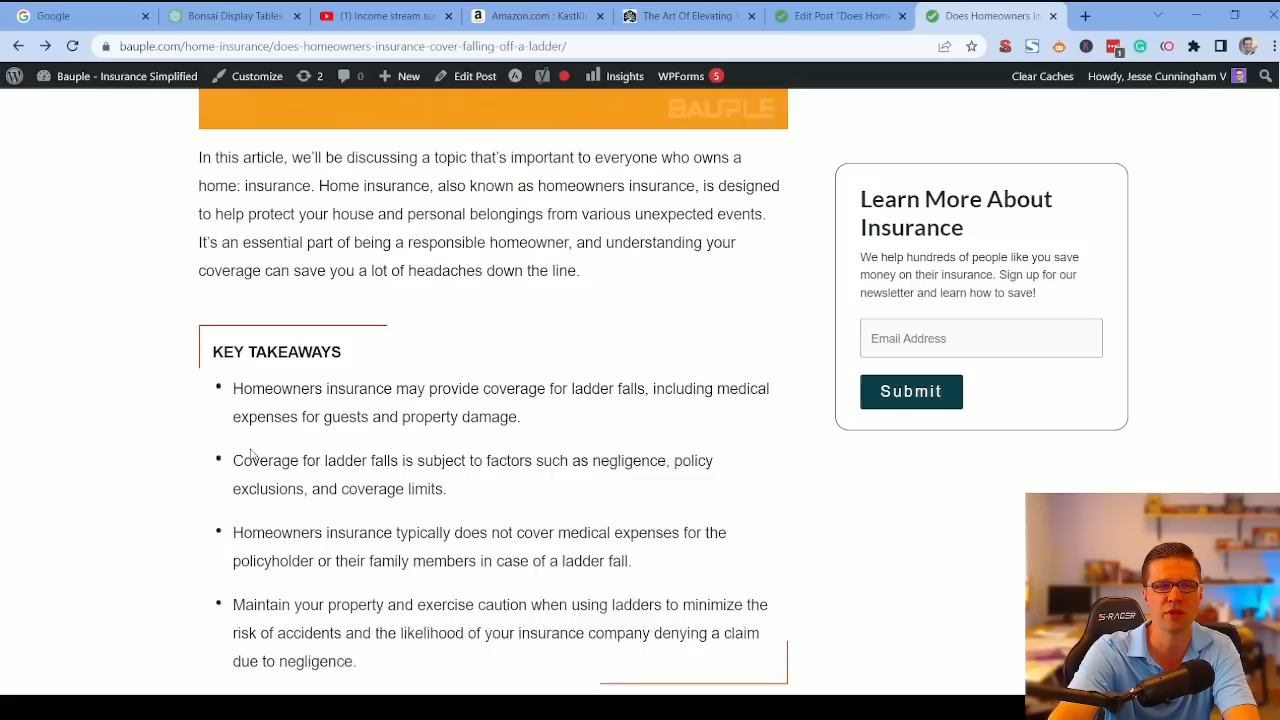 Google
Bonsai Display Tables
(1) Income stream su
Amazon.com : KastKi
The Art Of Elevating
Edit Post "Does Home
Does Homeowners In
bauple.com/home-insurance/does-homeowners-insurance-cover-falling-off-a-ladder/
1
Bauple - Insurance Simplified
Customize
2
0
New
Edit Post
Insights
WPForms
5
Clear Caches
Howdy, Jesse Cunningham V
BAUPLE
In this article, we'll be discussing a topic that's important to everyone who owns a
home: insurance. Home insurance, also known as homeowners insurance, is designed
to help protect your house and personal belongings from various unexpected events.
It's an essential part of being a responsible homeowner, and understanding your
coverage can save you a lot of headaches down the line.
KEY TAKEAWAYS
Homeowners insurance may provide coverage for ladder falls, including medical
expenses for guests and property damage.
Coverage for ladder falls is subject to factors such as negligence, policy
exclusions, and coverage limits.
Homeowners insurance typically does not cover medical expenses for the
policyholder or their family members in case of a ladder fall.
Maintain your property and exercise caution when using ladders to minimize the
risk of accidents and the likelihood of your insurance company denying a claim
due to negligence.
Learn More About
Insurance
We help hundreds of people like you save
money on their insurance. Sign up for our
newsletter and learn how to save!
Email Address
Submit
S-RACER